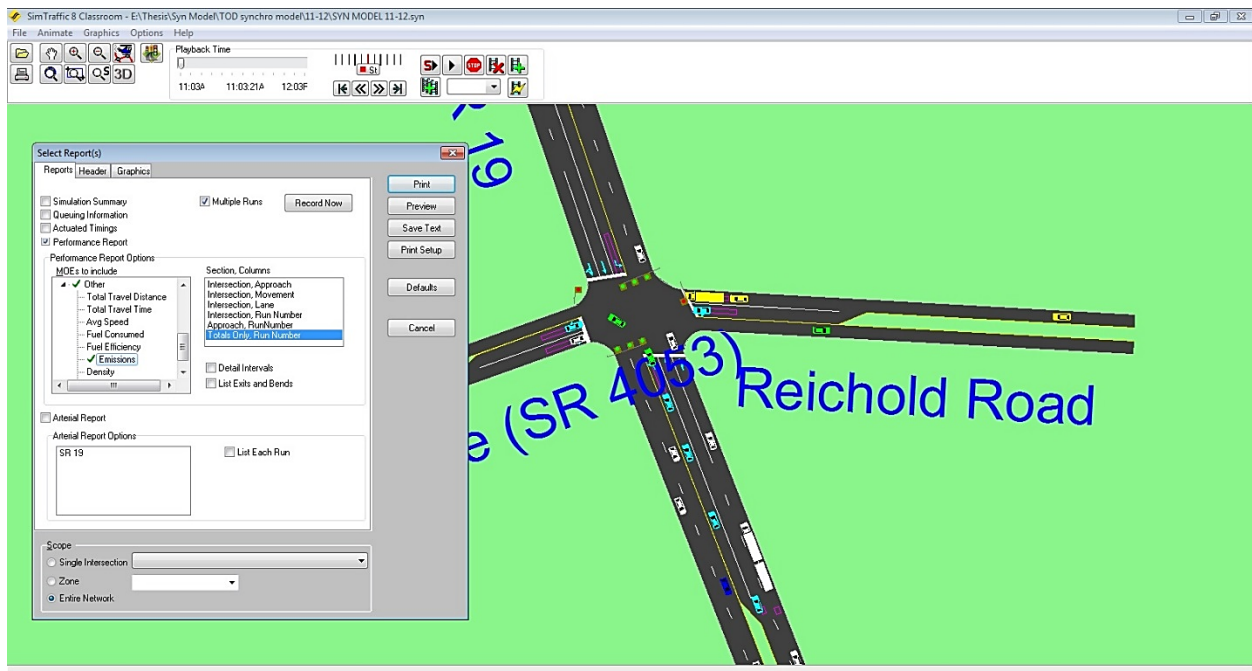 SimTraffic 8 Classroom - E:\Thesis\Syn Model\TOD synchro model\11-12\SYN MODEL 11-12.syn
File Animate Graphics Options Help
Playback Time
11:03A 11:03:21A 12:03F
St
S
STOP
3D
Select Report(s)
Reports Header Graphics
Simulation Summary
Queuing Information
Actuated Timings
Performance Report
Multiple Runs
Record Now
Performance Report Options
MOEs to include
Other
Total Travel Distance
Total Travel Time
Avg Speed
Fuel Consumed
Fuel Efficiency
Emissions
Density
Section, Columns
Intersection, Approach
Intersection, Movement
Intersection, Lane
Intersection, Run Number
Approach, RunNumber
Totals Only, Run Number
Detail Intervals
List Exits and Bends
Arterial Report
Arterial Report Options
SR 19
List Each Run
Scope
Single Intersection
Zone
Entire Network
Print
Preview
Save Text
Print Setup
Defaults
Cancel
19
e (SR 4053)
Reichold Road